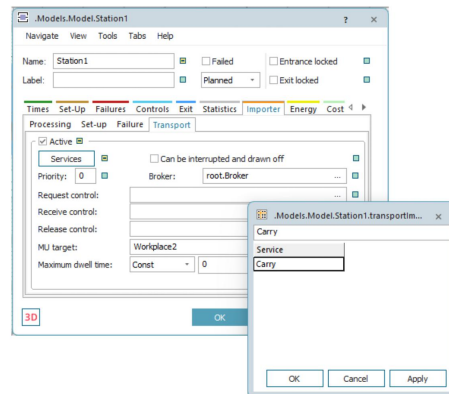 .Models.Model.Station1 ? ×
Navigate View Tools Tabs Help
Name: Station1 Failed Entrance locked
Label: Planned Exit locked
Times Set-Up Failures Controls Exit Statistics Importer Energy Cost
Processing Set-up Failure Transport
Active
Services Can be interrupted and drawn off
Priority: 0 Broker: root.Broker ...
Request control: ...
Receive control:
Release control:
MU target: Workplace2
Maximum dwell time: Const 0
3D OK
.Models.Model.Station1.transportIm... ×
Carry
Service
Carry
OK Cancel Apply